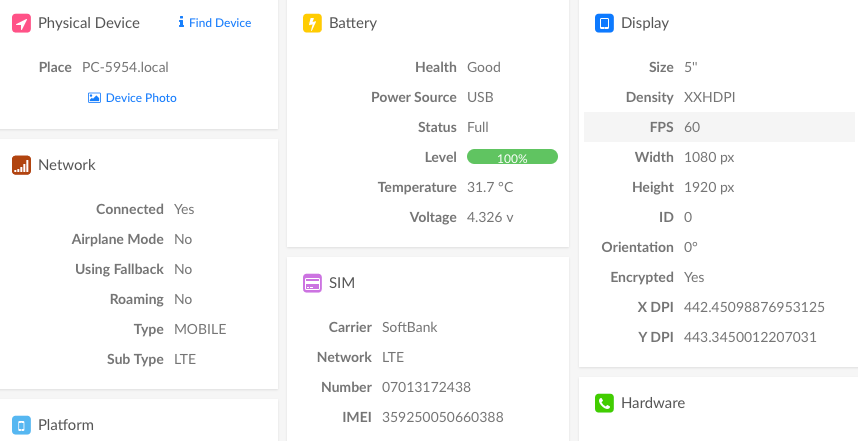 Physical Device
Find Device
Place PC-5954.local
Device Photo
Network
Connected Yes
Airplane Mode No
Using Fallback No
Roaming No
Type MOBILE
Sub Type LTE
Platform
Battery
Health Good
Power Source USB
Status Full
Level 100%
Temperature 31.7 °C
Voltage 4.326 v
SIM
Carrier SoftBank
Network LTE
Number 07013172438
IMEI 359250050660388
Display
Size 5"
Density XXHDPI
FPS 60
Width 1080 px
Height 1920 px
ID 0
Orientation 0°
Encrypted Yes
X DPI 442.45098876953125
Y DPI 443.3450012207031
Hardware